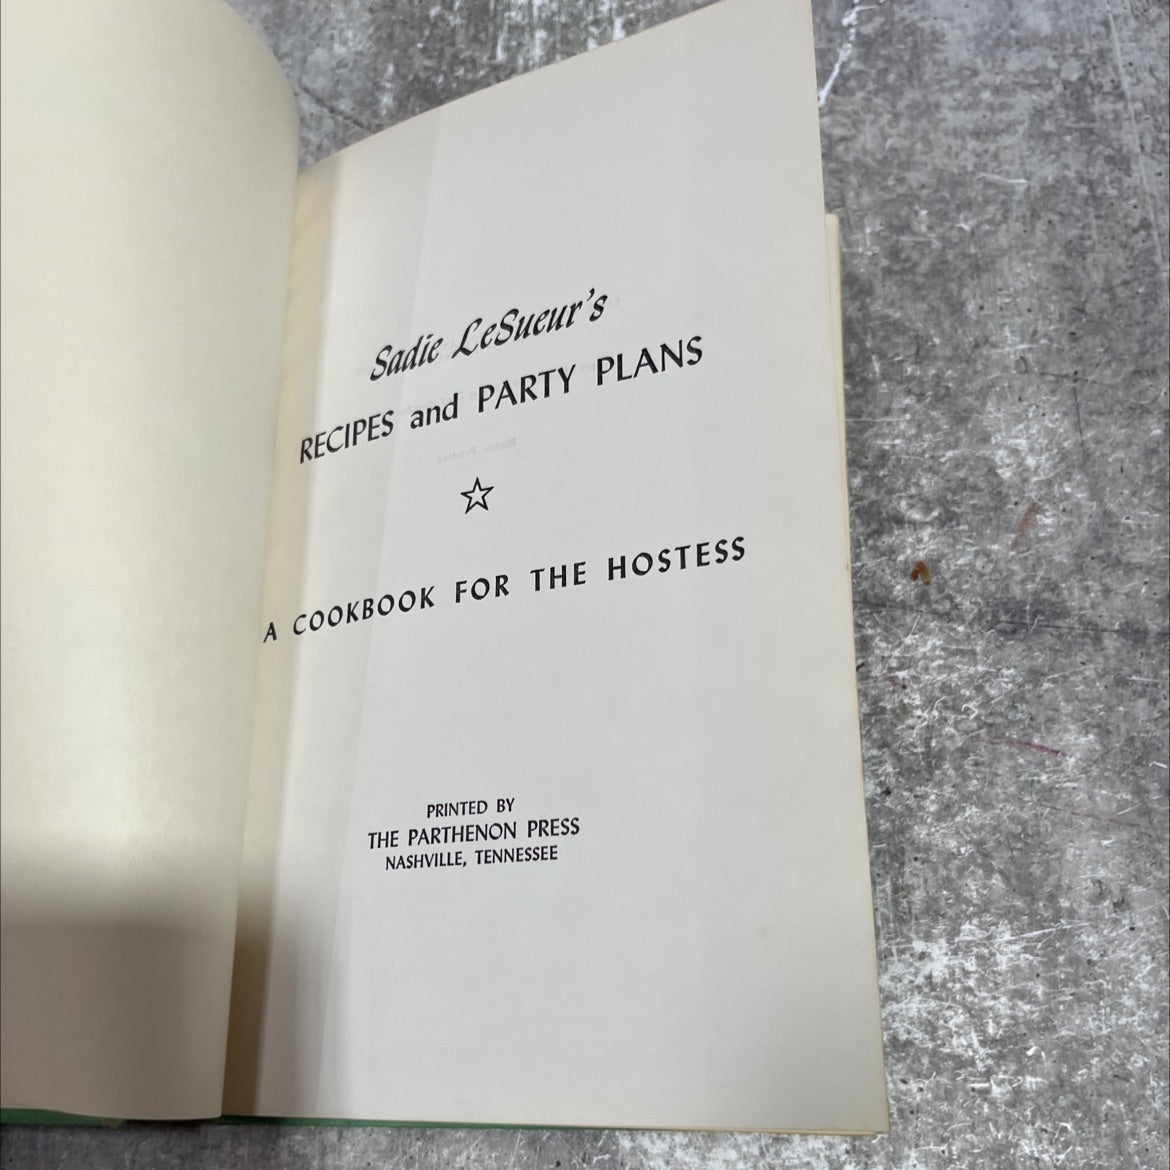 Sadie LeSueur's
RECIPES and PARTY PLANS
A COOKBOOK FOR THE HOSTESS
PRINTED BY
THE PARTHENON PRESS
NASHVILLE, TENNESSEE